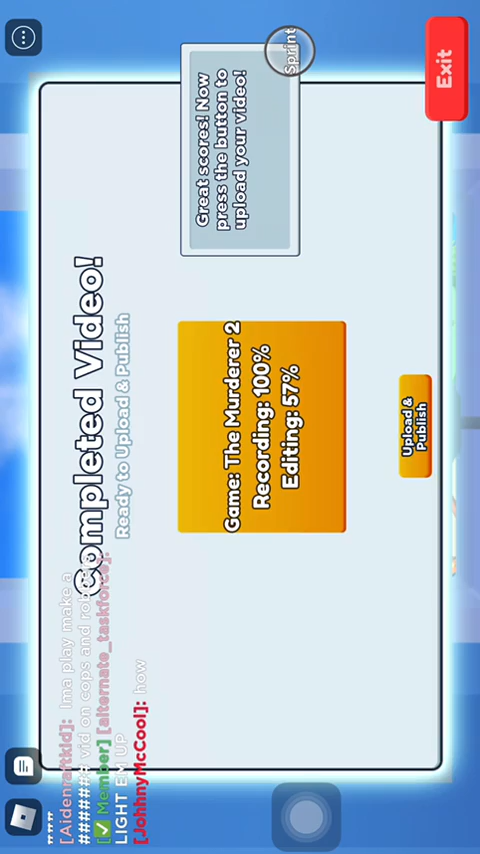 """
[Aidenraftkid]: Ima play make a
####### vid on cops and robbers
[✅ Member] [alternate_taskforce]:
LIGHT EM UP
[JohhnyMcCool]: how
Completed Video!
Ready to Upload & Publish
Great scores! Now
press the button to
upload your video!
Sprint
Game: The Murderer 2
Recording: 100%
Editing: 57%
Upload &
Publish
Exit